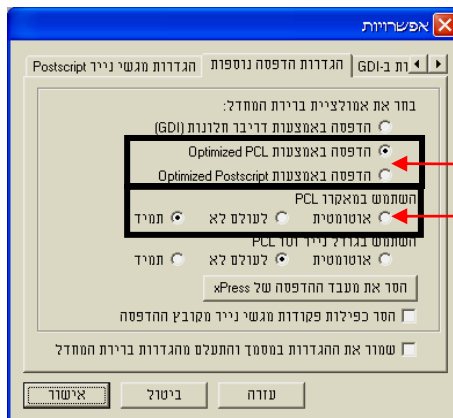 אפשרויות
ות ב-GDI הגדרות הדפסה נוספות הגדרות מגשי נייר Postscript
בחר את אמולציית ברירת המחדל:
הדפסה באמצעות דרייבר חלונות (GDI)
הדפסה באמצעות Optimized PCL
הדפסה באמצעות Optimized Postscript
השתמש במאקרו PCL
אוטומטית לעולם לא תמיד
השתמש בגודל נייר וסו PCL
אוטומטית לעולם לא תמיד
הסר את מעבד ההדפסה של xPress
הסר כפילות פקודות מגשי נייר מקובץ ההדפסה
שמור את ההגדרות במסמך והתעלם מהגדרות ברירת המחדל
עזרה ביטול אישור